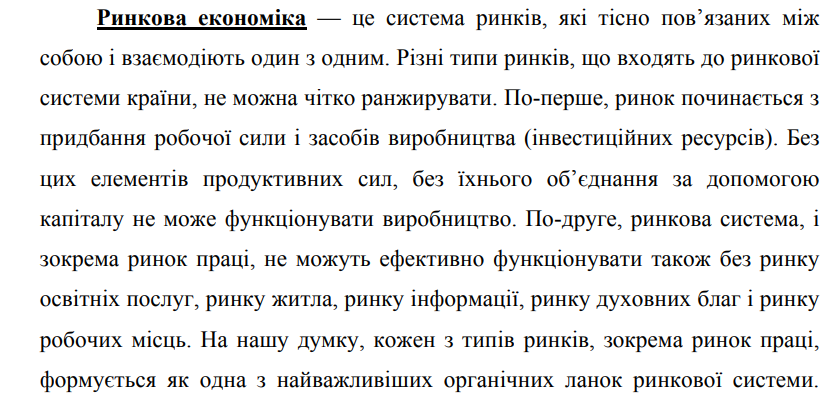 Ринкова економіка — це система ринків, які тісно пов’язаних між
собою і взаємодіють один з одним. Різні типи ринків, що входять до ринкової
системи країни, не можна чітко ранжирувати. По-перше, ринок починається з
придбання робочої сили і засобів виробництва (інвестиційних ресурсів). Без
цих елементів продуктивних сил, без їхнього об’єднання за допомогою
капіталу не може функціонувати виробництво. По-друге, ринкова система, і
зокрема ринок праці, не можуть ефективно функціонувати також без ринку
освітніх послуг, ринку житла, ринку інформації, ринку духовних благ і ринку
робочих місць. На нашу думку, кожен з типів ринків, зокрема ринок праці,
формується як одна з найважливіших органічних ланок ринкової системи.